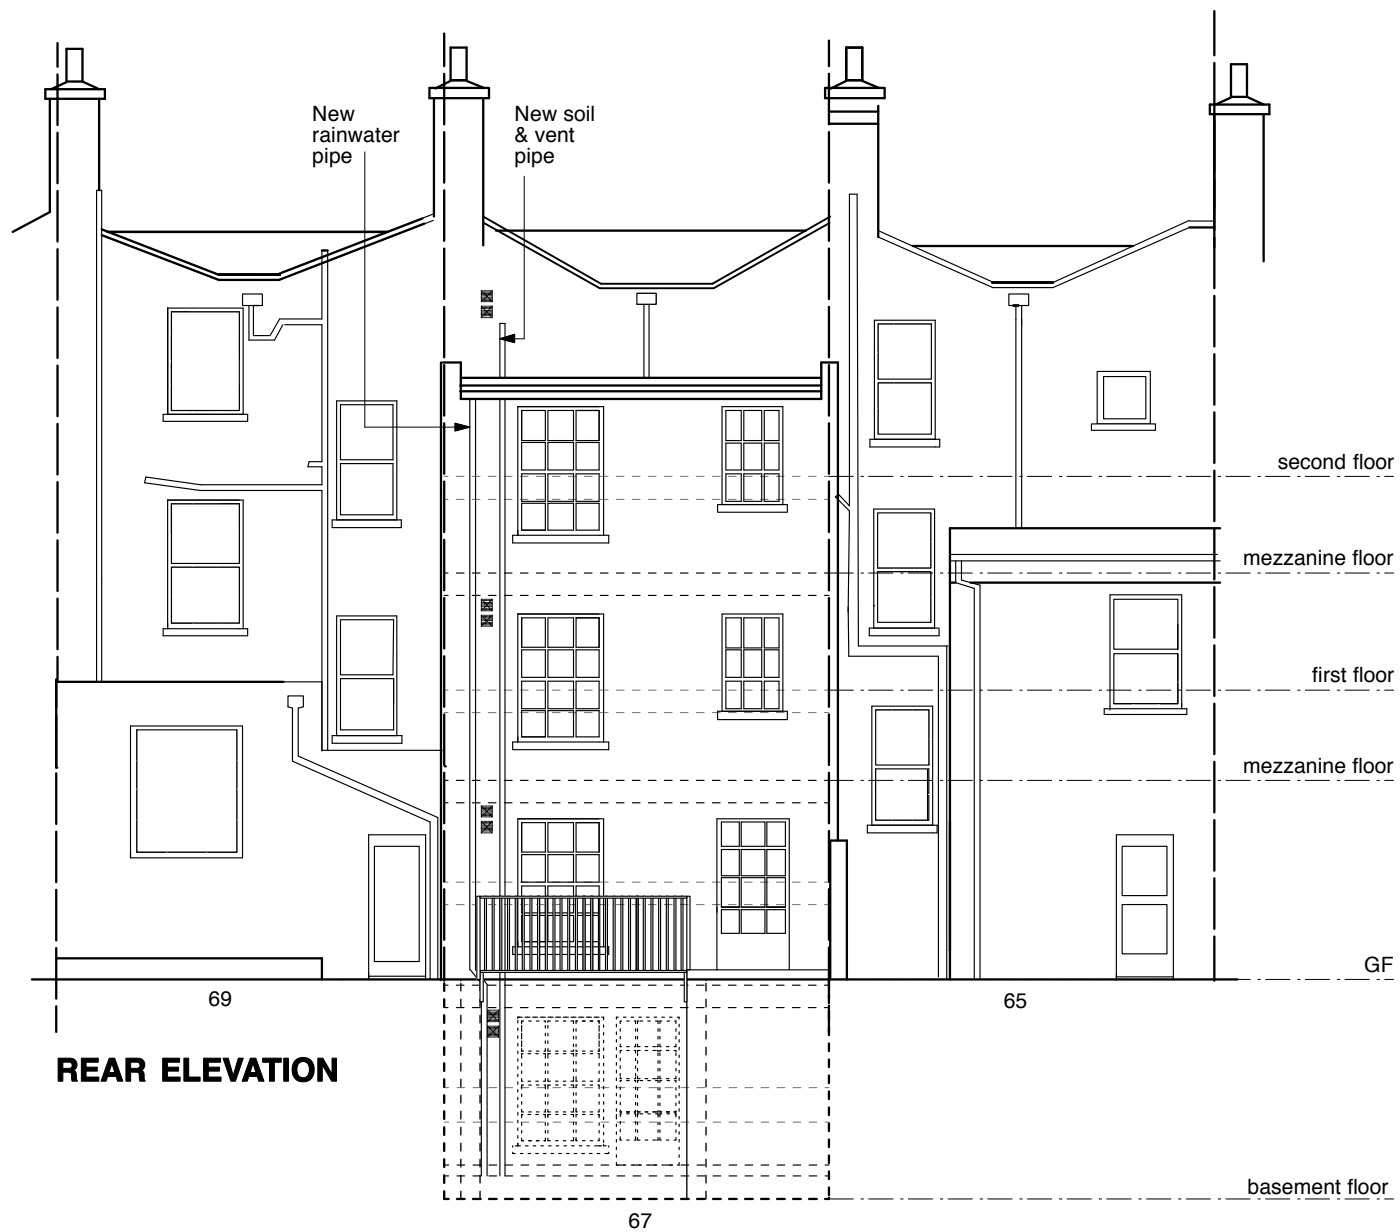 New
rainwater
pipe
New soil
& vent
pipe
second floor
mezzanine floor
first floor
mezzanine floor
GF
69
65
REAR ELEVATION
basement floor
67